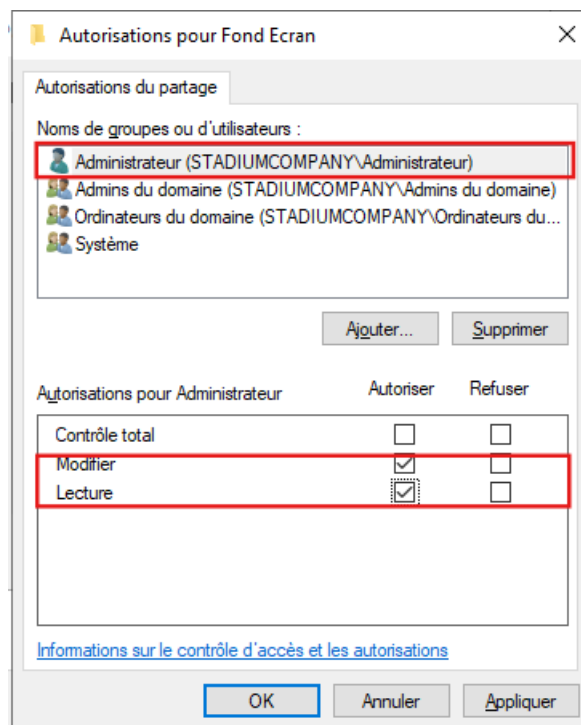 Autorisations pour Fond Ecran
Autorisations du partage
Noms de groupes ou d'utilisateurs :
Administrateur (STADIUMCOMPANY\Administrateur)
Admins du domaine (STADIUMCOMPANY\Admins du domaine)
Ordinateurs du domaine (STADIUMCOMPANY\Ordinateurs du...
Système
Ajouter... Supprimer
Autorisations pour Administrateur Autoriser Refuser
Contrôle total
Modifier
Lecture
Informations sur le contrôle d'accès et les autorisations
OK Annuler Appliquer